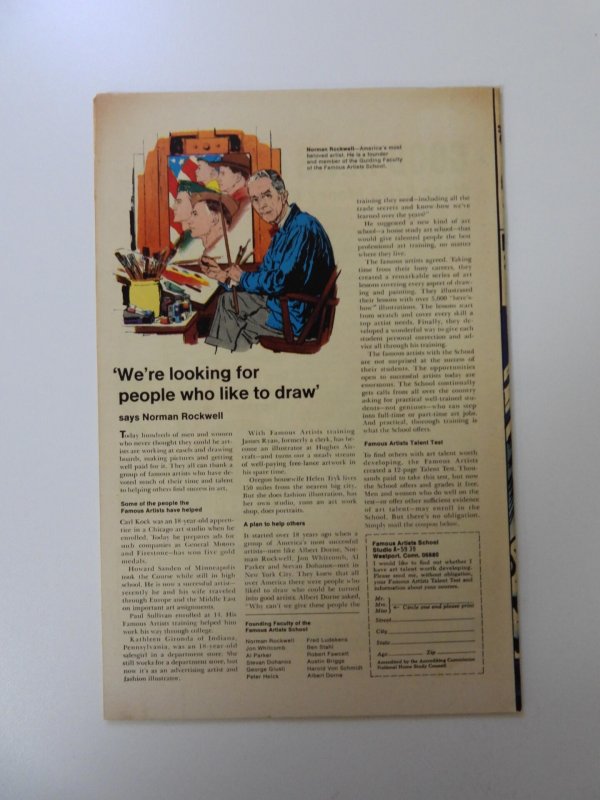 Norman Rockwell—America's most
beloved artist. He is a founder
and member of the Guiding Faculty
of the Famous Artists School.
'We're looking for
people who like to draw'
says Norman Rockwell
Today hundreds of men and women
who never thought they could be art-
ists are working at easels and drawing
boards, making pictures and getting
well paid for it. They all can thank a
group of famous artists who have de-
voted much of their time and talent
to helping others find success in art.
Some of the people the
Famous Artists have helped
Carl Kock was an 18-year-old appren-
tice in a Chicago art studio when he
enrolled. Today he prepares ads for
such companies as General Motors
and Firestone—has won five gold
medals.
Howard Sanden of Minneapolis
took the Course while still in high
school. He is now a successful artist—
recently he and his wife traveled
through Europe and the Middle East
on important art assignments.
Paul Sullivan enrolled at 14. His
Famous Artists training helped him
work his way through college.
Kathleen Gironda of Indiana,
Pennsylvania, was an 18-year-old
salesgirl in a department store. She
still works for a department store, but
now it's as an advertising artist and
fashion illustrator.
With Famous Artists training
James Ryan, formerly a clerk, has be-
come an illustrator at Hughes Air-
craft—and turns out a steady stream
of well-paying free-lance artwork in
his spare time.
Oregon housewife Helen Tryk lives
150 miles from the nearest big city.
But she does fashion illustration, has
her own studio, runs an art work
shop, does portraits.
A plan to help others
It started over 18 years ago when a
group of America's most successful
artists—men like Albert Dorne, Nor-
man Rockwell, Jon Whitcomb, Al
Parker and Stevan Dohanos—met in
New York City. They knew that all
over America there were people who
liked to draw who could be turned
into good artists. Albert Dorne asked,
"Why can't we give these people the
Founding Faculty of the
Famous Artists School
Norman Rockwell
Jon Whitcomb
Al Parker
Stevan Dohanos
George Giusti
Peter Helck
Fred Ludekens
Ben Stahl
Robert Fawcett
Austin Briggs
Harold Von Schmidt
Albert Dorne
training they need—including all the
trade secrets and know-how we've
learned over the years?"
He suggested a new kind of art
school—a home study art school—that
would give talented people the best
professional art training, no matter
where they live.
The famous artists agreed. Taking
time from their busy careers, they
created a remarkable series of art
lessons covering every aspect of draw-
ing and painting. They illustrated
their lessons with over 5,000 "here's-
how" illustrations. The lessons start
from scratch and cover every skill a
top artist needs. Finally, they de-
veloped a wonderful way to give each
student personal correction and ad-
vice all through his training.
The famous artists with the School
are not surprised at the success of
their students. The opportunities
open to successful artists today are
enormous. The School continually
gets calls from all over the country
asking for practical well-trained stu-
dents—not geniuses—who can step
into full-time or part-time art jobs.
And practical, thorough training is
what the School offers.
Famous Artists Talent Test
To find others with art talent worth
developing, the Famous Artists
created a 12-page Talent Test. Thou-
sands paid to take this test, but now
the School offers and grades it free.
Men and women who do well on the
test—or offer other sufficient evidence
of art talent—may enroll in the
School. But there's no obligation.
Simply mail the coupon below.
Famous Artists School
Studio A-5939
Westport, Conn. 06880
I would like to find out whether I
have art talent worth developing.
Please send me, without obligation,
your Famous Artists Talent Test and
information about your courses.
Mr.
Mrs.
Miss
Circle one and please print
Street
City
State
Age Zip
Accredited by the Accrediting Commission
National Home Study Council